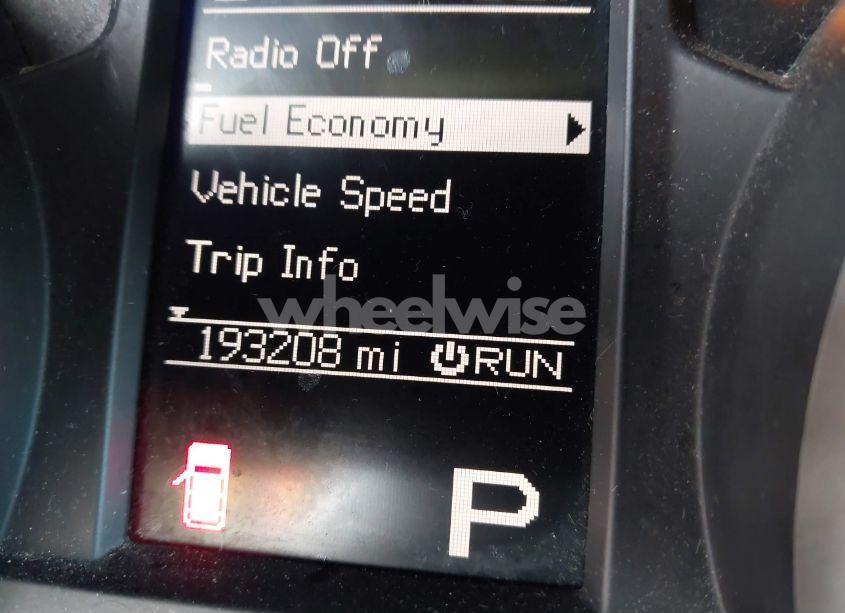 Radio Off
Fuel Economy
Vehicle Speed
Trip Info
wheelwise
193208 mi RUN
P